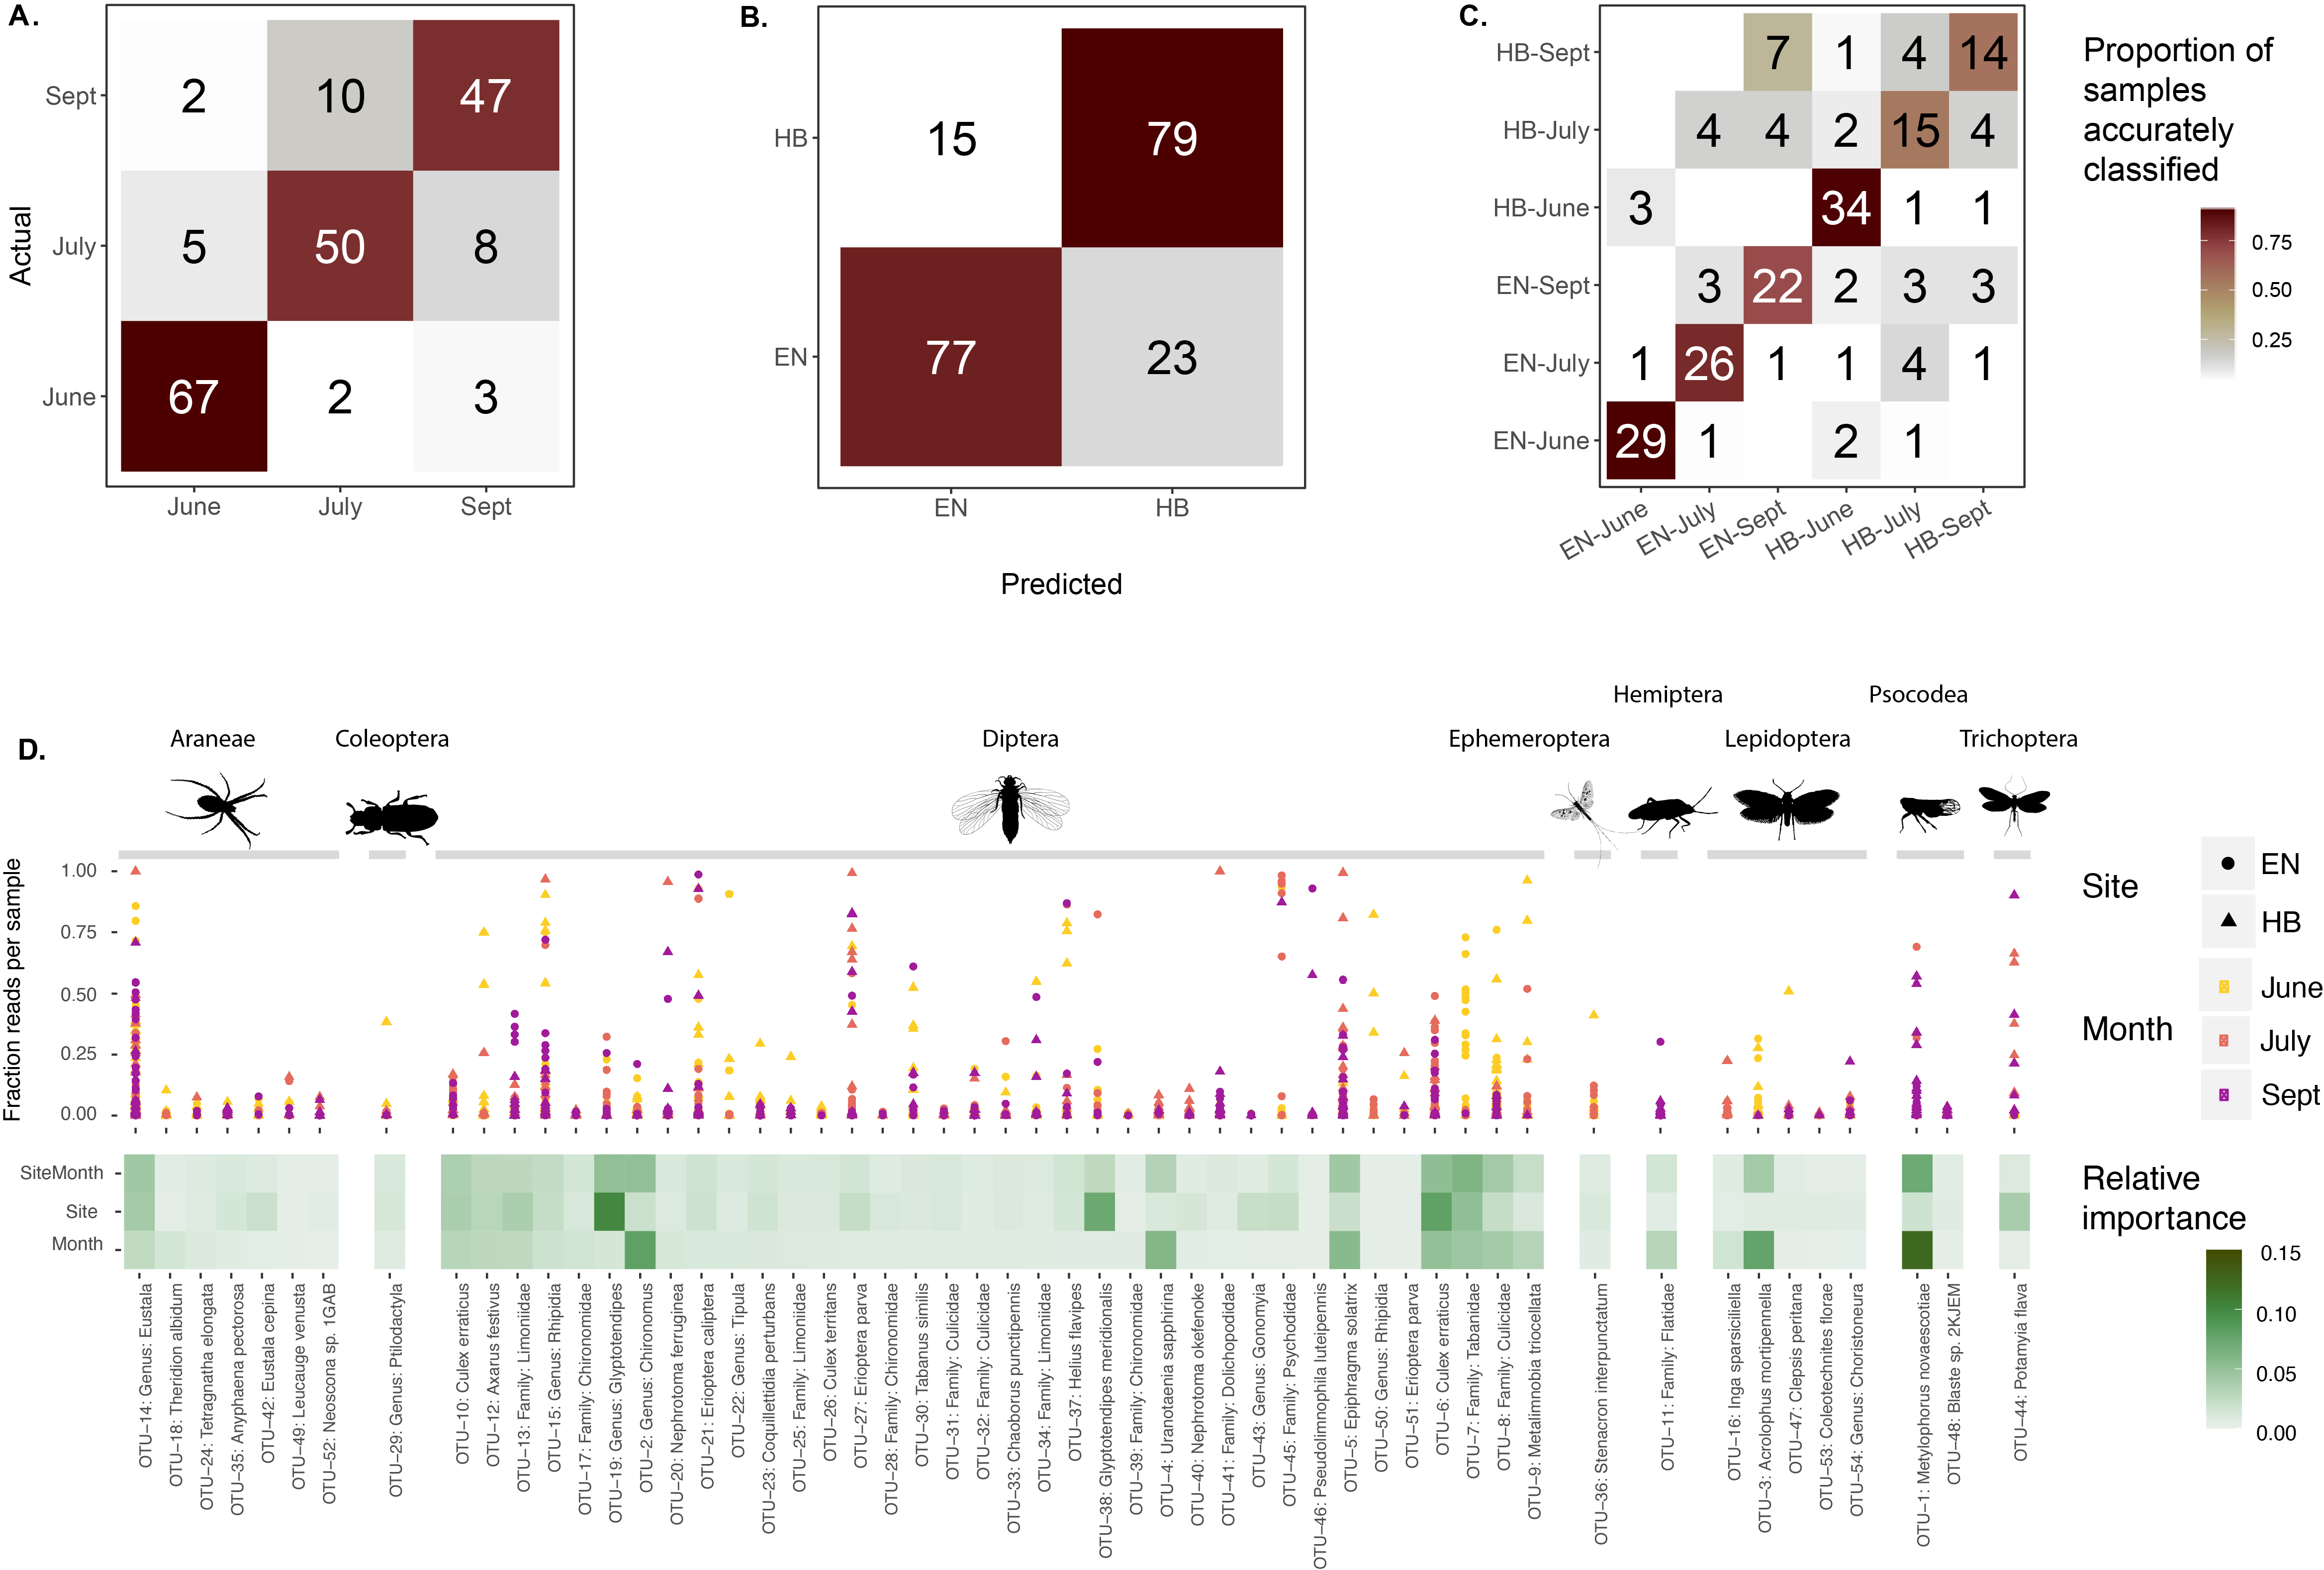 A.
Actual
Sept
July
June
2 10 47
5 50 8
67 2 3
June July Sept
B.
HB
EN
15 79
77 23
EN HB
Predicted
C.
HB-Sept
HB-July
HB-June
EN-Sept
EN-July
EN-June
7 1 4 14
4 4 2 15 4
3 34 1 1
3 22 2 3 3
1 26 1 1 4 1
29 1 2 1
EN-June
EN-July
EN-Sept
HB-June
HB-July
HB-Sept
Proportion of
samples
accurately
classified
0.75
0.50
0.25
D.
Araneae
Coleoptera
Diptera
Ephemeroptera
Hemiptera
Lepidoptera
Psocodea
Trichoptera
Fraction reads per sample
1.00
0.75
0.50
0.25
0.00
Site
EN
HB
Month
June
July
Sept
SiteMonth
Site
Month
Relative
importance
0.15
0.10
0.05
0.00
OTU−14: Genus: Eustala
OTU−18: Theridion albidum
OTU−24: Tetragnatha elongata
OTU−35: Anyphaena pectorosa
OTU−42: Eustala cepina
OTU−49: Leucauge venusta
OTU−52: Neoscona sp. 1GAB
OTU−29: Genus: Ptilodactyla
OTU−10: Culex erraticus
OTU−12: Axarus festivus
OTU−13: Family: Limoniidae
OTU−15: Genus: Rhipidia
OTU−17: Family: Chironomidae
OTU−19: Genus: Glyptotendipes
OTU−2: Genus: Chironomus
OTU−20: Nephrotoma ferruginea
OTU−21: Erioptera caliptera
OTU−22: Genus: Tipula
OTU−23: Coquillettidia perturbans
OTU−25: Family: Limoniidae
OTU−26: Culex territans
OTU−27: Erioptera parva
OTU−28: Family: Chironomidae
OTU−30: Tabanus similis
OTU−31: Family: Culicidae
OTU−32: Family: Culicidae
OTU−33: Chaoborus punctipennis
OTU−34: Family: Limoniidae
OTU−37: Helius flavipes
OTU−38: Glyptotendipes meridionalis
OTU−39: Family: Chironomidae
OTU−4: Uranotaenia sapphirina
OTU−40: Nephrotoma okefenoke
OTU−41: Family: Dolichopodidae
OTU−43: Genus: Gonomyia
OTU−45: Family: Psychodidae
OTU−46: Pseudolimnophila luteipennis
OTU−5: Epiphragma solatrix
OTU−50: Genus: Rhipidia
OTU−51: Erioptera parva
OTU−6: Culex erraticus
OTU−7: Family: Tabanidae
OTU−8: Family: Culicidae
OTU−9: Metalimnobia triocellata
OTU−36: Stenacron interpunctatum
OTU−11: Family: Flatidae
OTU−16: Inga sparsiciliella
OTU−3: Acrolophus mortipennella
OTU−47: Clepsis peritana
OTU−53: Coleotechnites florae
OTU−54: Genus: Choristoneura
OTU−1: Metylophorus novaescotiae
OTU−48: Blaste sp. 2KJEM
OTU−44: Potamyia flava